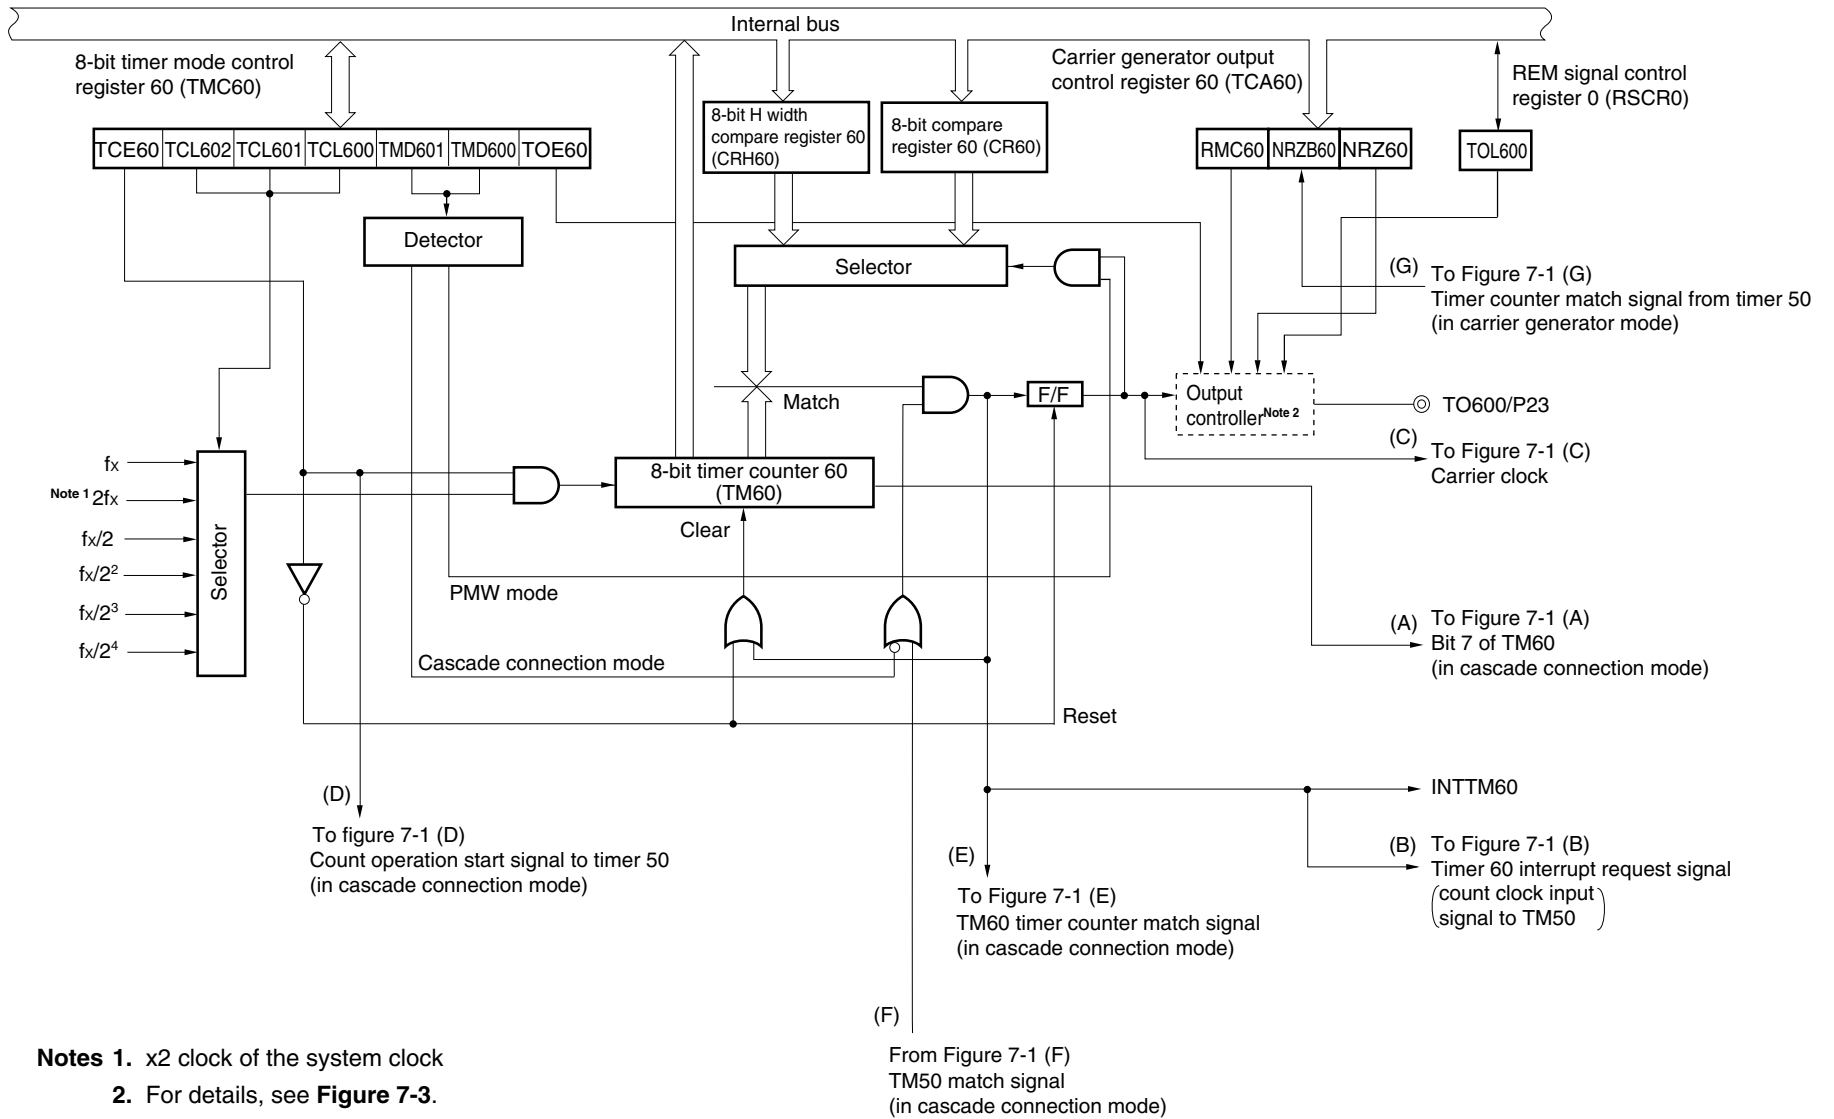 Internal bus
8-bit timer mode control
register 60 (TMC60)
Carrier generator output
control register 60 (TCA60)
REM signal control
register 0 (RSCR0)
8-bit H width
compare register 60
(CRH60)
8-bit compare
register 60 (CR60)
TCE60 TCL602 TCL601 TCL600 TMD601 TMD600 TOE60
RMC60 NRZB60 NRZ60
TOL600
Detector
Selector
(G) To Figure 7-1 (G)
Timer counter match signal from timer 50
(in carrier generator mode)
Match
F/F
Output
controller Note 2
TO600/P23
(C) To Figure 7-1 (C)
Carrier clock
fX
Note 1 2fX
fX/2
fX/2²
fX/2³
fX/2⁴
Selector
8-bit timer counter 60
(TM60)
Clear
PMW mode
Cascade connection mode
(A) To Figure 7-1 (A)
Bit 7 of TM60
(in cascade connection mode)
Reset
(D)
To figure 7-1 (D)
Count operation start signal to timer 50
(in cascade connection mode)
INTTM60
(B) To Figure 7-1 (B)
Timer 60 interrupt request signal
(count clock input
signal to TM50)
(E)
To Figure 7-1 (E)
TM60 timer counter match signal
(in cascade connection mode)
(F)
From Figure 7-1 (F)
TM50 match signal
(in cascade connection mode)
Notes 1. x2 clock of the system clock
2. For details, see Figure 7-3.